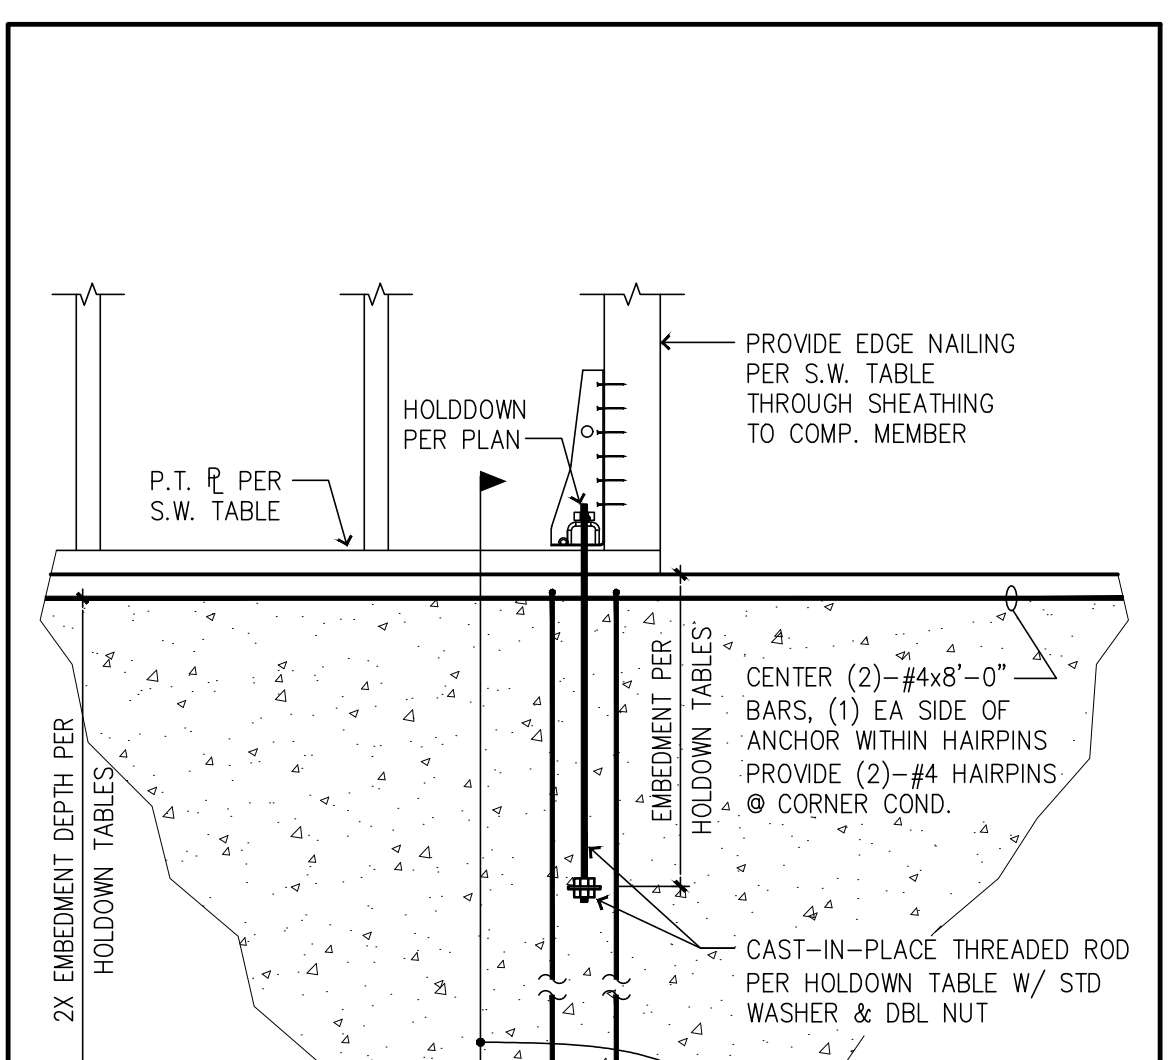 PROVIDE EDGE NAILING
PER S.W. TABLE
THROUGH SHEATHING
TO COMP. MEMBER
HOLDDOWN
PER PLAN
P.T. ⅊ PER
S.W. TABLE
EMBEDMENT PER
HOLDOWN TABLES
CENTER (2)-#4x8'-0"
BARS, (1) EA SIDE OF
ANCHOR WITHIN HAIRPINS
PROVIDE (2)-#4 HAIRPINS
@ CORNER COND.
2X EMBEDMENT DEPTH PER
HOLDOWN TABLES
CAST-IN-PLACE THREADED ROD
PER HOLDOWN TABLE W/ STD
WASHER & DBL NUT